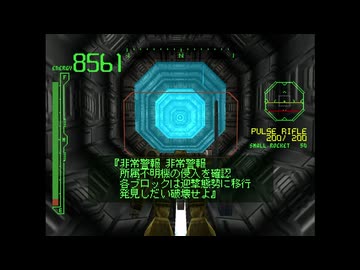 ENERGY 8561
F
N
PULSE RIFLE
200/ 200
SMALL ROCKET
『非常警報 非常警報
所属不明機の侵入を確認
各ブロックは迎撃態勢に移行
発見しだい破壊せよ』